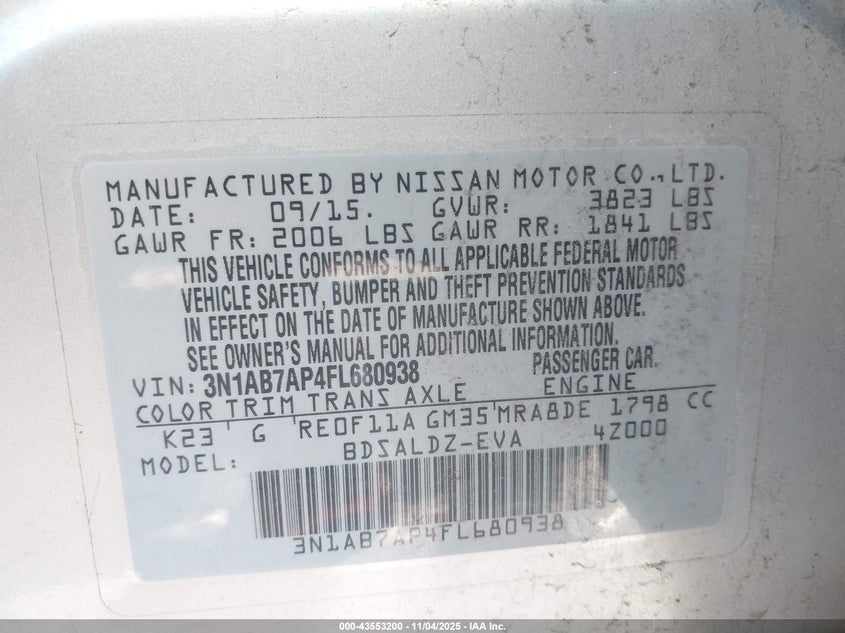 MANUFACTURED BY NISSAN MOTOR CO., LTD.
DATE: 09/15. GVWR: 3823 LBS
GAWR FR: 2006 LBS GAWR RR: 1841 LBS
THIS VEHICLE CONFORMS TO ALL APPLICABLE FEDERAL MOTOR
VEHICLE SAFETY, BUMPER AND THEFT PREVENTION STANDARDS
IN EFFECT ON THE DATE OF MANUFACTURE SHOWN ABOVE.
SEE OWNER'S MANUAL FOR ADDITIONAL INFORMATION.
VIN: 3N1AB7AP4FL680938 PASSENGER CAR.
COLOR TRIM TRANS AXLE ENGINE
K23 G RE0F11A GM35 MRA8DE 1798 CC
MODEL: BDSALDZ-EVA 4Z000
3N1AB7AP4FL680938
000-43553200 - 11/04/2025 - IAA Inc.